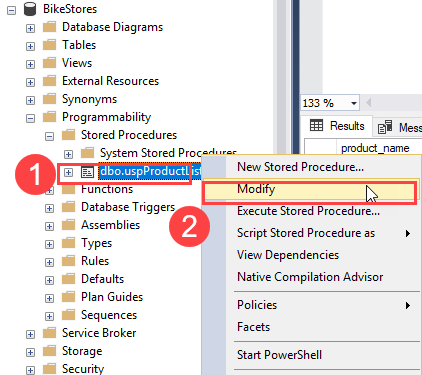 BikeStores
Database Diagrams
Tables
Views
External Resources
Synonyms
Programmability
Stored Procedures
System Stored Procedures
1
dbo.uspProductList
Functions
Database Triggers
Assemblies
Types
Rules
Defaults
Plan Guides
Sequences
Service Broker
Storage
Security
133 %
Results
Mess
product_name
New Stored Procedure...
2
Modify
Execute Stored Procedure...
Script Stored Procedure as
View Dependencies
Native Compilation Advisor
Policies
Facets
Start PowerShell